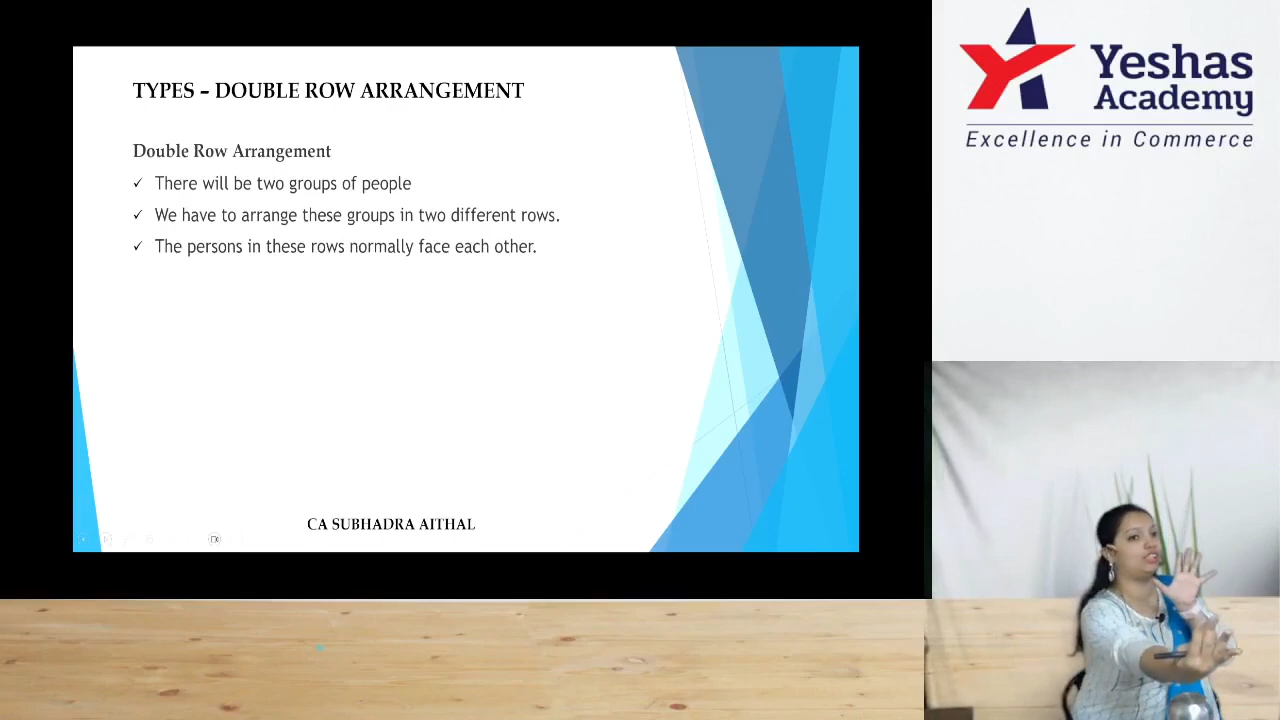 TYPES – DOUBLE ROW ARRANGEMENT
Double Row Arrangement
✓ There will be two groups of people
✓ We have to arrange these groups in two different rows.
✓ The persons in these rows normally face each other.
CA SUBHADRA AITHAL
Yeshas
Academy
Excellence in Commerce